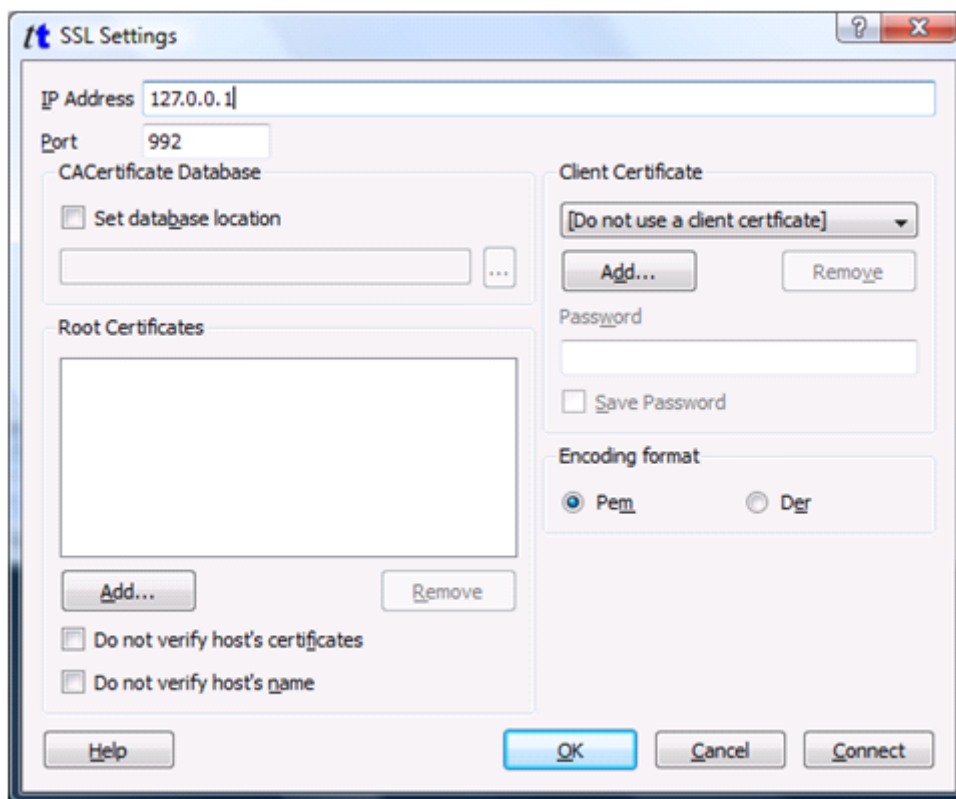 tt SSL Settings
IP Address 127.0.0.1
Port 992
CACertificate Database
Set database location
...
Root Certificates
Add...
Remove
Do not verify host's certificates
Do not verify host's name
Client Certificate
[Do not use a client certficate]
Add...
Remove
Password
Save Password
Encoding format
Pem
Der
Help
OK
Cancel
Connect